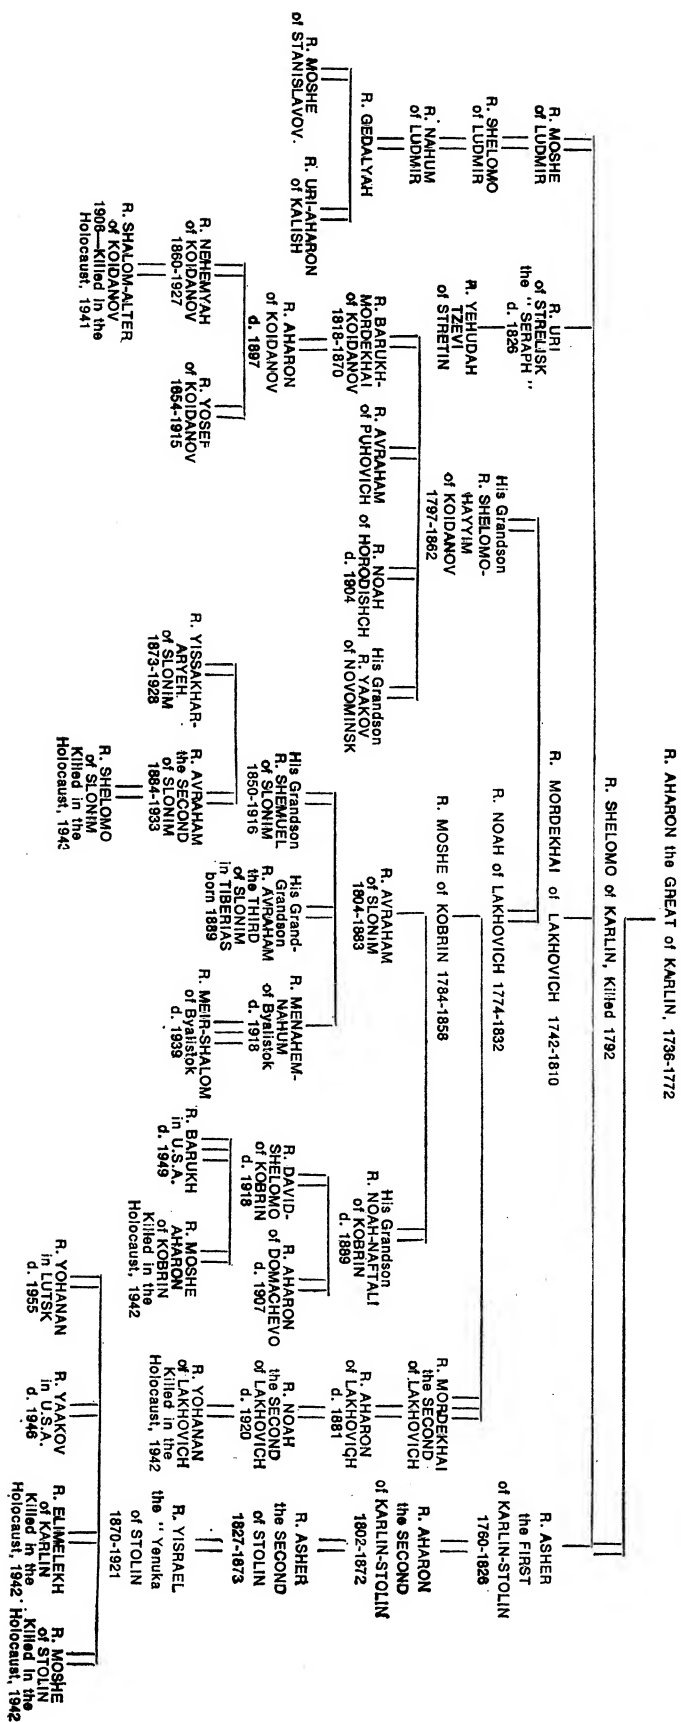 R. AHARON the GREAT of KARLIN, 1736-1772
R. SHELOMO of KARLIN, Killed 1792
R. MORDEKHAI of LAKHOVICH 1742-1810
R. NOAH of LAKHOVICH 1774-1832
R. MOSHE of KOBRIN 1784-1858
R. MOSHE
of LUDMIR
R. SHELOMO
of LUDMIR
R. NAHUM
of LUDMIR
R. GEDALYAH
R. MOSHE
of STANISLAVOV.
R. URI-AHARON
of KALISH
R. URI
of STRELISK
the "SERAPH"
d. 1826
R. YEHUDAH
TZEVI
of STRETIN
His Grandson
R. SHELOMO-
HAYYIM
of KOIDANOV
1797-1862
R. BARUKH-
MORDEKHAI
of KOIDANOV
1818-1870
R. AVRAHAM
of PUHOVICH
R. NOAH
of HORODISHCH
d. 1904
His Grandson
R. YAAKOV
of NOVOMINSK
R. AHARON
of KOIDANOV
d. 1897
R. NEHEMYAH
of KOIDANOV
1860-1927
R. YOSEF
of KOIDANOV
1854-1915
R. SHALOM-ALTER
of KOIDANOV
1906—Killed in the
Holocaust, 1941
R. AVRAHAM
of SLONIM
1804-1883
His Grandson
R. SHEMUEL
of SLONIM
1850-1916
His Grand-
Grandson
R. AVRAHAM
the THIRD
of SLONIM
in TIBERIAS
born 1889
R. MENAHEM-
NAHUM
of Byalistok
d. 1918
R. YISSAKHAR-
ARYEH
of SLONIM
1873-1928
R. AVRAHAM
the SECOND
of SLONIM
1884-1933
R. SHELOMO
of SLONIM
Killed in the
Holocaust, 1943
R. MEIR-SHALOM
of Byalistok
d. 1939
His Grandson
R. NOAH-NAFTALI
of KOBRIN
d. 1889
R. DAVID-
SHELOMO
of KOBRIN
d. 1918
R. AHARON
of DOMACHEVO
d. 1907
R. BARUKH
in U.S.A.
d. 1949
R. MOSHE
AHARON
of KOBRIN
Killed in the
Holocaust, 1942
R. MORDEKHAI
the SECOND
of LAKHOVICH
R. AHARON
of LAKHOVICH
d. 1881
R. NOAH
the SECOND
of LAKHOVICH
d. 1920
R. YOHANAN
of LAKHOVICH
Killed in the
Holocaust, 1942
R. ASHER
the FIRST
of KARLIN-STOLIN
1760-1826
R. AHARON
the SECOND
of KARLIN-STOLIN
1802-1872
R. ASHER
the SECOND
of STOLIN
1827-1873
R. YISRAEL
the "Yenuka
of STOLIN
1870-1921
R. YOHANAN
in LUTSK
d. 1955
R. YAAKOV
in U.S.A.
d. 1946
R. ELIMELEKH
of KARLIN
Killed in the
Holocaust, 1942
R. MOSHE
of STOLIN
Killed in the
Holocaust, 1942